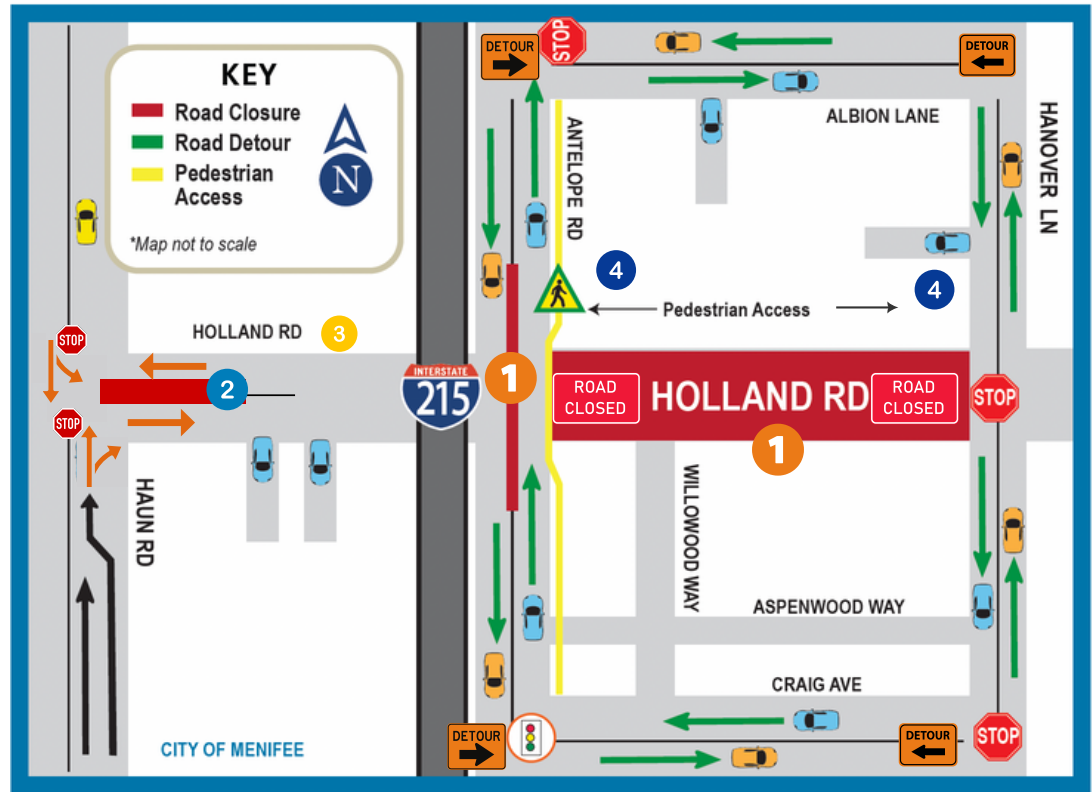 DETOUR
STOP
DETOUR
KEY
Road Closure
Road Detour
Pedestrian
Access
N
*Map not to scale
ALBION LANE
HANOVER LN
ANTELOPE RD
4
4
Pedestrian Access
HOLLAND RD
3
STOP
2
STOP
INTERSTATE
215
1
ROAD
CLOSED
HOLLAND RD
ROAD
CLOSED
STOP
1
HAUN RD
WILLOWOOD WAY
ASPENWOOD WAY
CRAIG AVE
CITY OF MENIFEE
DETOUR
DETOUR
STOP